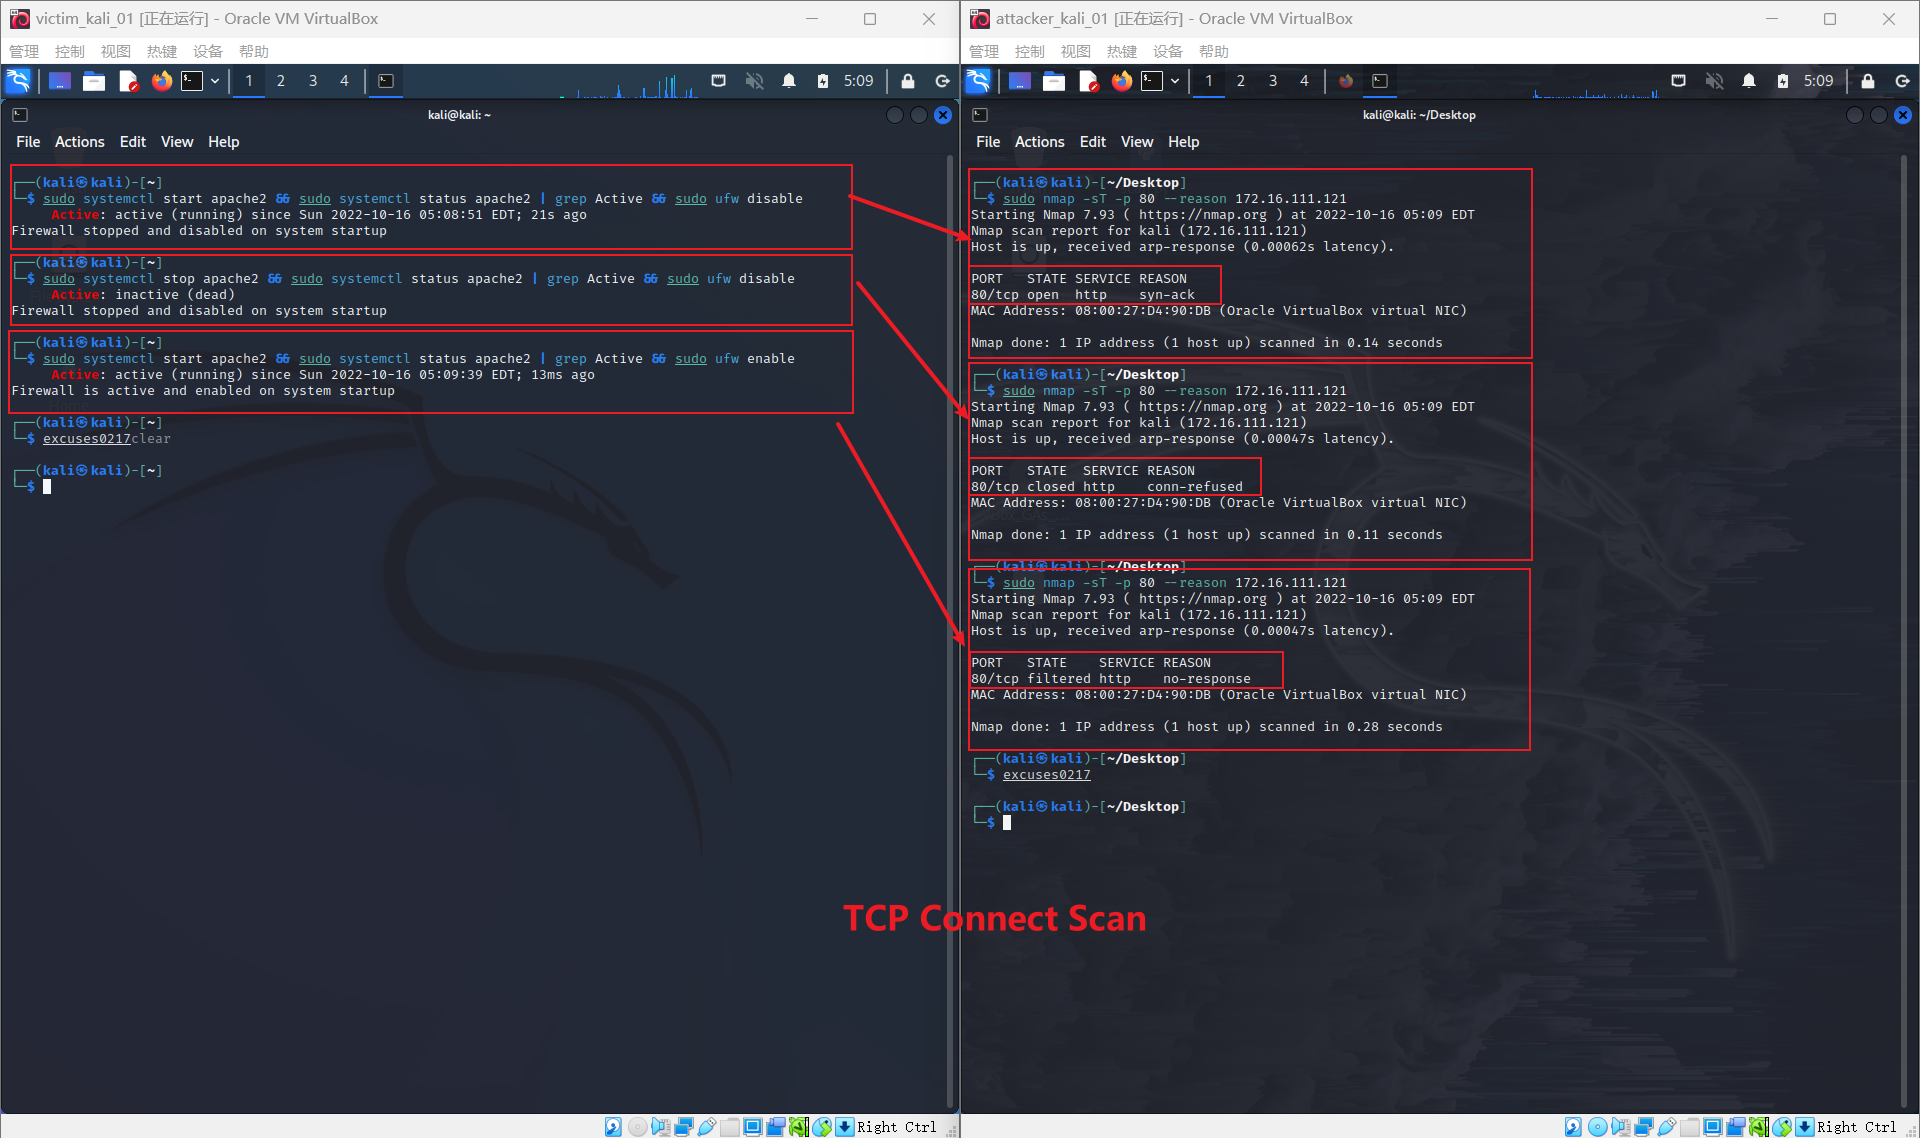 victim_kali_01 [正在运行] - Oracle VM VirtualBox
管理 控制 视图 热键 设备 帮助
1 2 3 4 5:09
kali@kali: ~
File Actions Edit View Help
┌──(kali㉿kali)-[~]
└─$ sudo systemctl start apache2 && sudo systemctl status apache2 | grep Active && sudo ufw disable
Active: active (running) since Sun 2022-10-16 05:08:51 EDT; 21s ago
Firewall stopped and disabled on system startup
┌──(kali㉿kali)-[~]
└─$ sudo systemctl stop apache2 && sudo systemctl status apache2 | grep Active && sudo ufw disable
Active: inactive (dead)
Firewall stopped and disabled on system startup
┌──(kali㉿kali)-[~]
└─$ sudo systemctl start apache2 && sudo systemctl status apache2 | grep Active && sudo ufw enable
Active: active (running) since Sun 2022-10-16 05:09:39 EDT; 13ms ago
Firewall is active and enabled on system startup
┌──(kali㉿kali)-[~]
└─$ excuses0217clear
┌──(kali㉿kali)-[~]
└─$
Right Ctrl
attacker_kali_01 [正在运行] - Oracle VM VirtualBox
管理 控制 视图 热键 设备 帮助
1 2 3 4 5:09
kali@kali: ~/Desktop
File Actions Edit View Help
┌──(kali㉿kali)-[~/Desktop]
└─$ sudo nmap -sT -p 80 --reason 172.16.111.121
Starting Nmap 7.93 ( https://nmap.org ) at 2022-10-16 05:09 EDT
Nmap scan report for kali (172.16.111.121)
Host is up, received arp-response (0.00062s latency).
PORT STATE SERVICE REASON
80/tcp open http syn-ack
MAC Address: 08:00:27:D4:90:DB (Oracle VirtualBox virtual NIC)
Nmap done: 1 IP address (1 host up) scanned in 0.14 seconds
┌──(kali㉿kali)-[~/Desktop]
└─$ sudo nmap -sT -p 80 --reason 172.16.111.121
Starting Nmap 7.93 ( https://nmap.org ) at 2022-10-16 05:09 EDT
Nmap scan report for kali (172.16.111.121)
Host is up, received arp-response (0.00047s latency).
PORT STATE SERVICE REASON
80/tcp closed http conn-refused
MAC Address: 08:00:27:D4:90:DB (Oracle VirtualBox virtual NIC)
Nmap done: 1 IP address (1 host up) scanned in 0.11 seconds
┌──(kali㉿kali)-[~/Desktop]
└─$ sudo nmap -sT -p 80 --reason 172.16.111.121
Starting Nmap 7.93 ( https://nmap.org ) at 2022-10-16 05:09 EDT
Nmap scan report for kali (172.16.111.121)
Host is up, received arp-response (0.00047s latency).
PORT STATE SERVICE REASON
80/tcp filtered http no-response
MAC Address: 08:00:27:D4:90:DB (Oracle VirtualBox virtual NIC)
Nmap done: 1 IP address (1 host up) scanned in 0.28 seconds
┌──(kali㉿kali)-[~/Desktop]
└─$ excuses0217
┌──(kali㉿kali)-[~/Desktop]
└─$
TCP Connect Scan
Right Ctrl